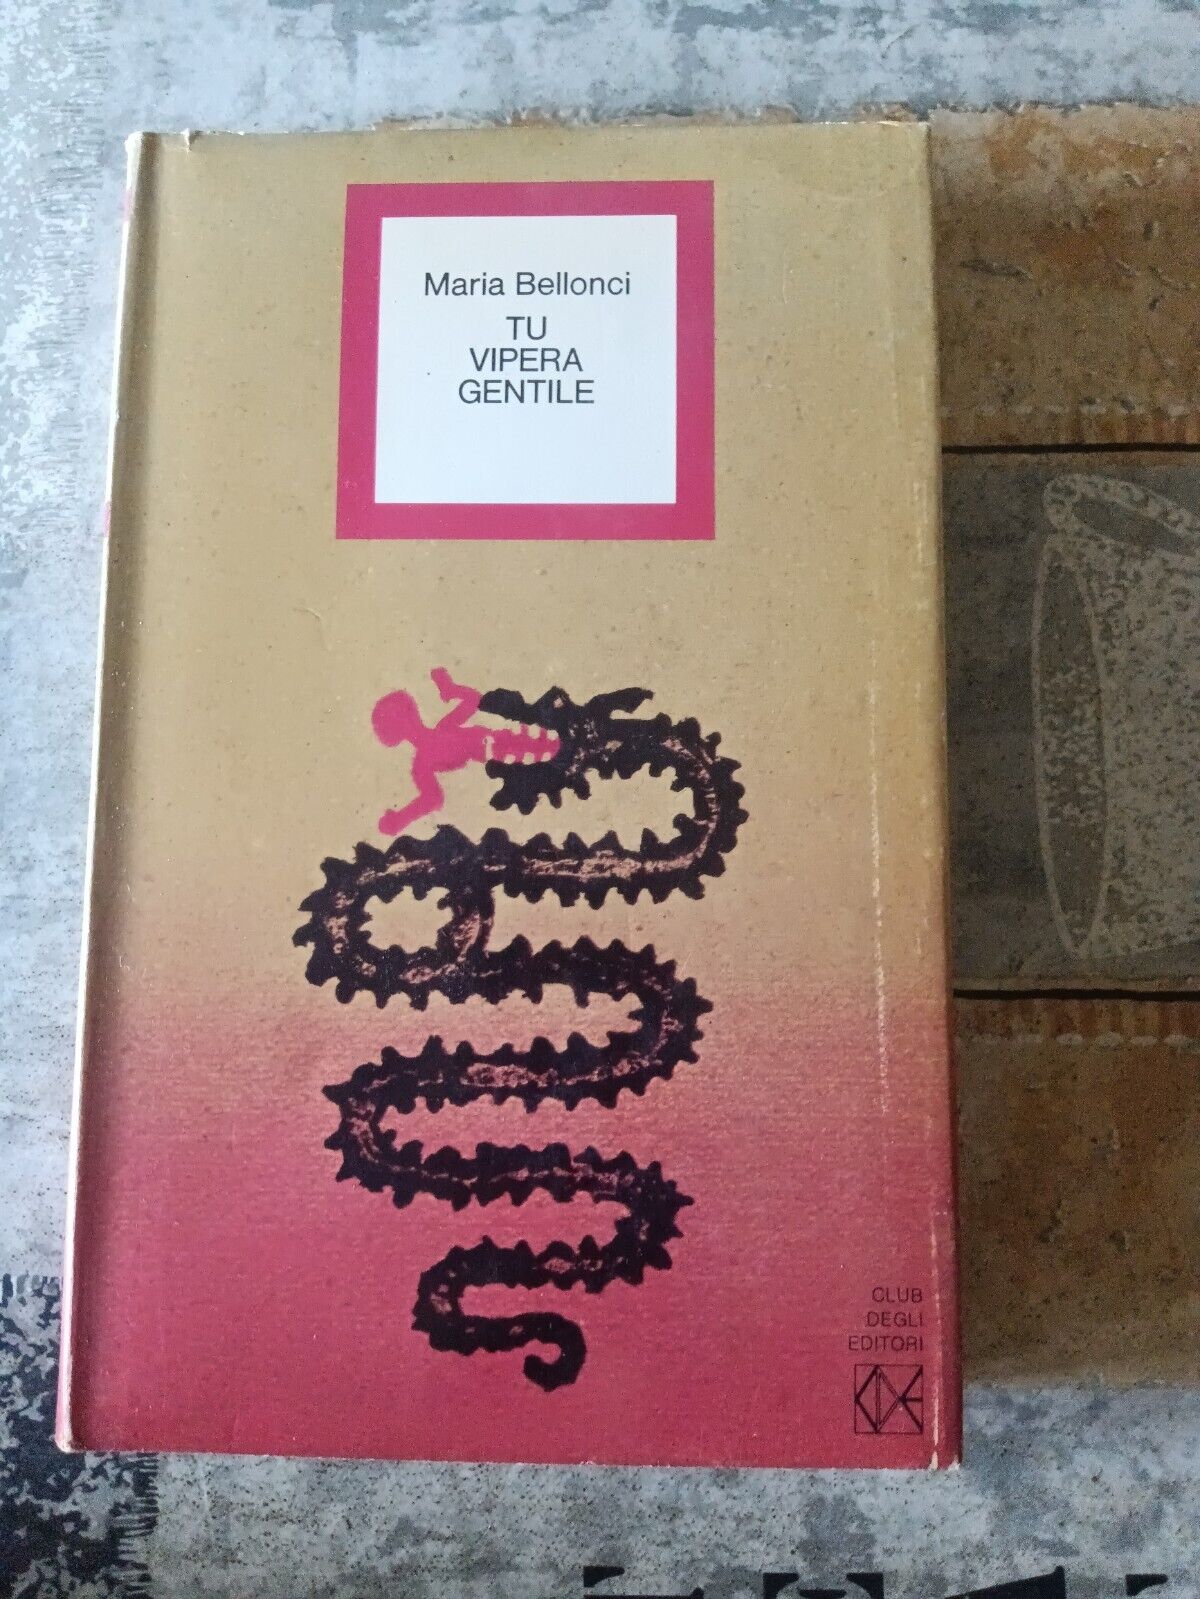 Maria Bellonci
TU
VIPERA
GENTILE
CLUB
DEGLI
EDITORI